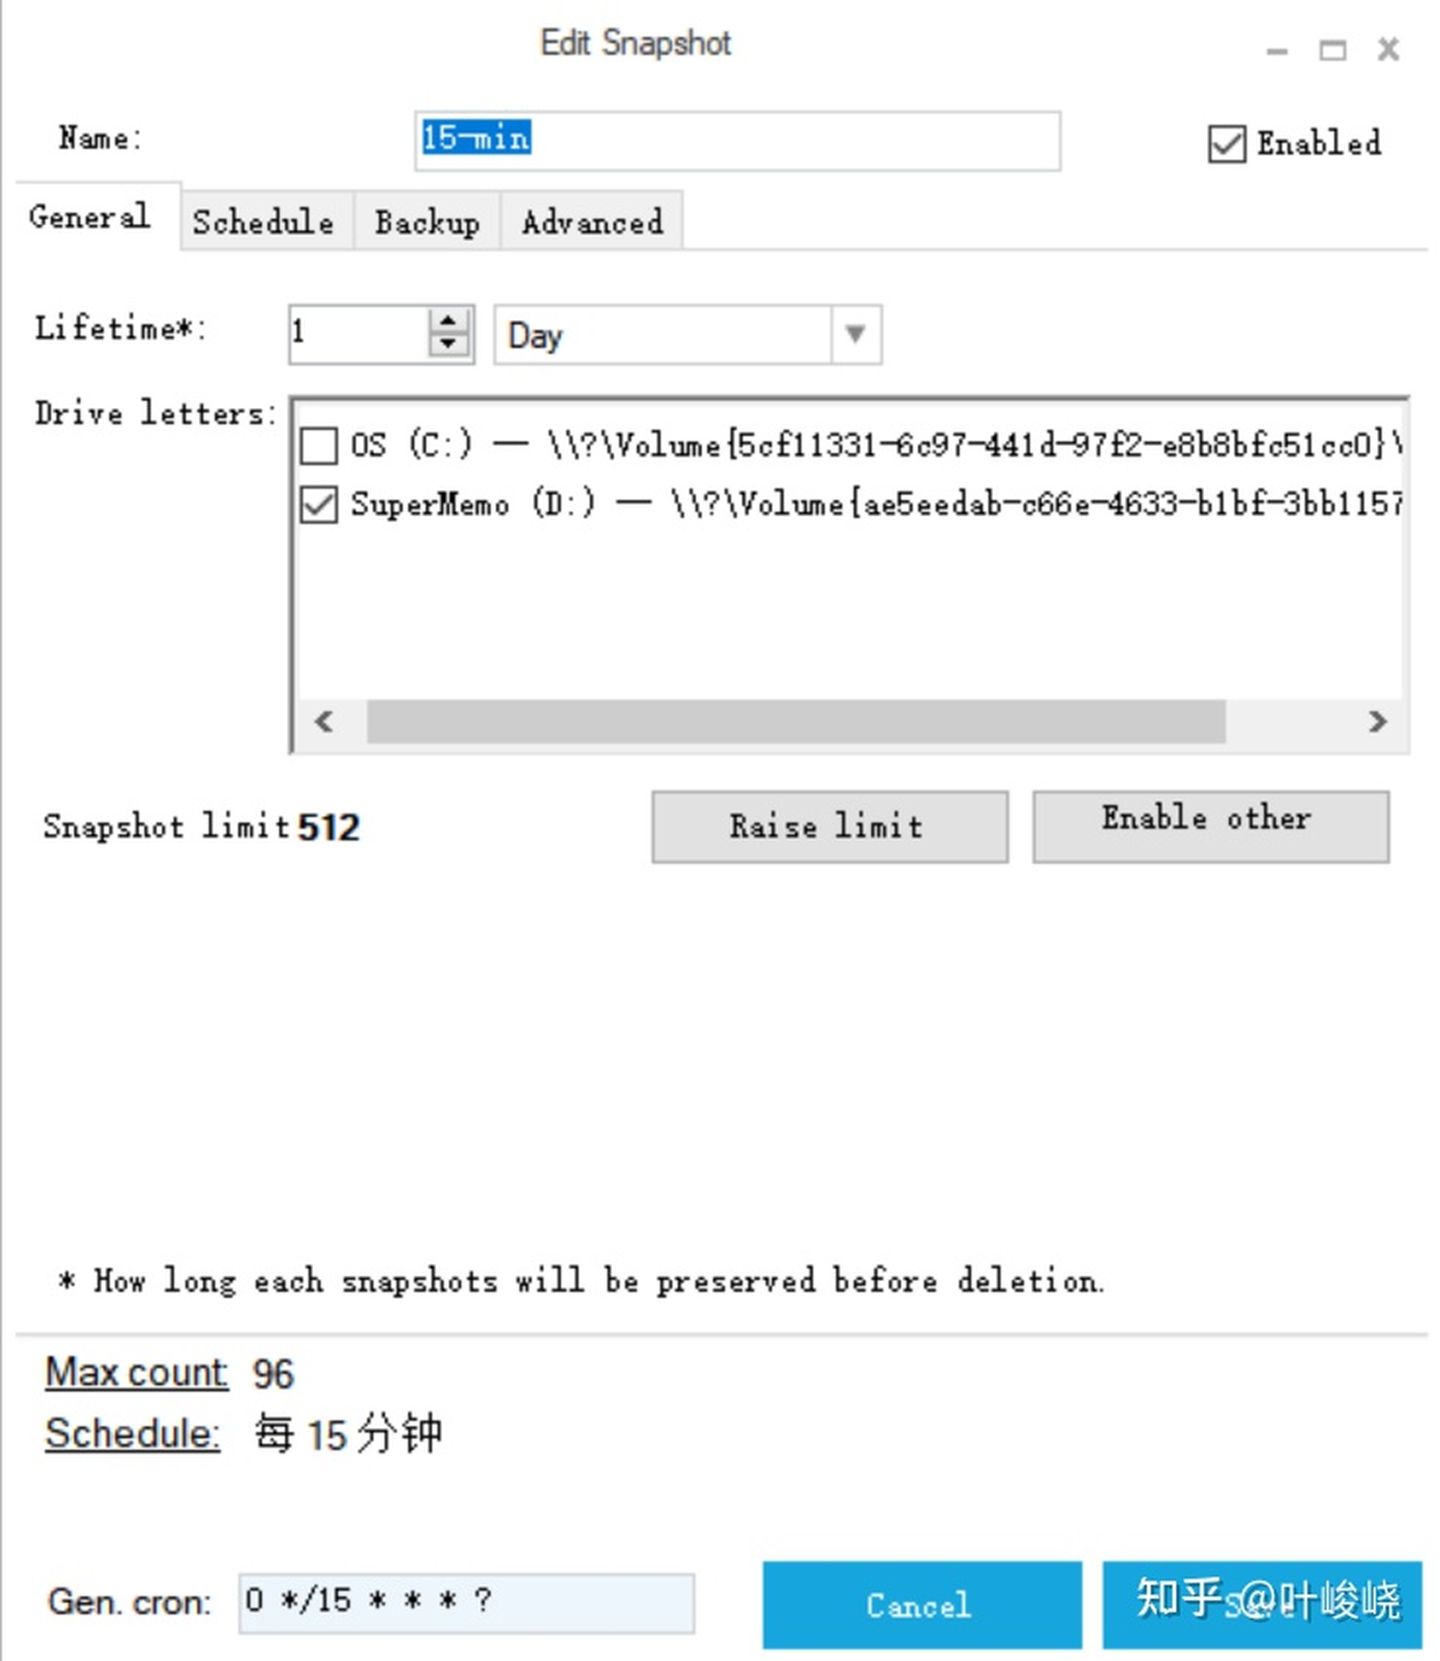 Edit Snapshot
Name: 15-min Enabled
General Schedule Backup Advanced
Lifetime*: 1 Day
Drive letters:
OS (C:) — \\?\Volume{5cf11331-6c97-441d-97f2-e8b8bfc51cc0}\
SuperMemo (D:) — \\?\Volume{ae5eedab-c66e-4633-b1bf-3bb1157
Snapshot limit 512 Raise limit Enable other
* How long each snapshots will be preserved before deletion.
Max count: 96
Schedule: 每 15 分钟
Gen. cron: 0 */15 * * * ? Cancel
知乎 @叶峻峣